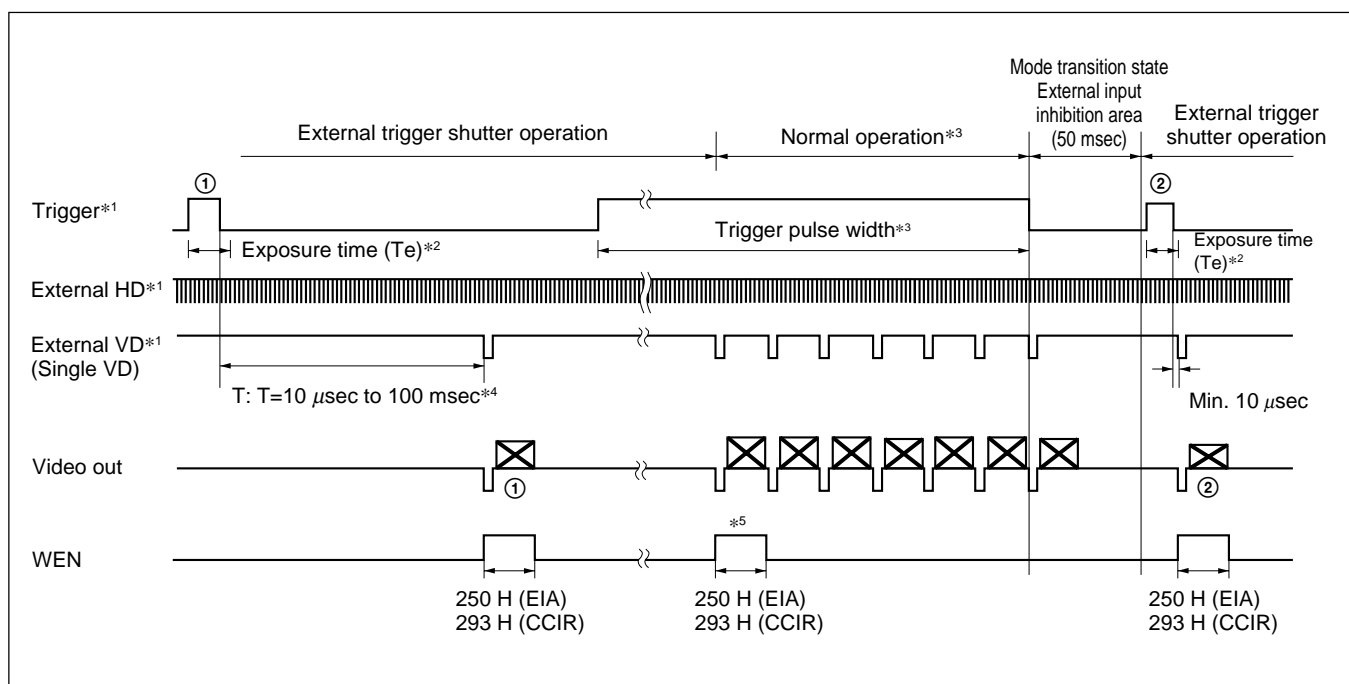 Mode transition state
External input
inhibition area
(50 msec)
External trigger shutter operation
Normal operation*3
External trigger
shutter operation
①
②
Trigger*1
Exposure time (Te)*2
Trigger pulse width*3
Exposure time
(Te)*2
External HD*1
External VD*1
(Single VD)
T: T=10 μsec to 100 msec*4
Min. 10 μsec
Video out
①
②
*5
WEN
250 H (EIA)
293 H (CCIR)
250 H (EIA)
293 H (CCIR)
250 H (EIA)
293 H (CCIR)